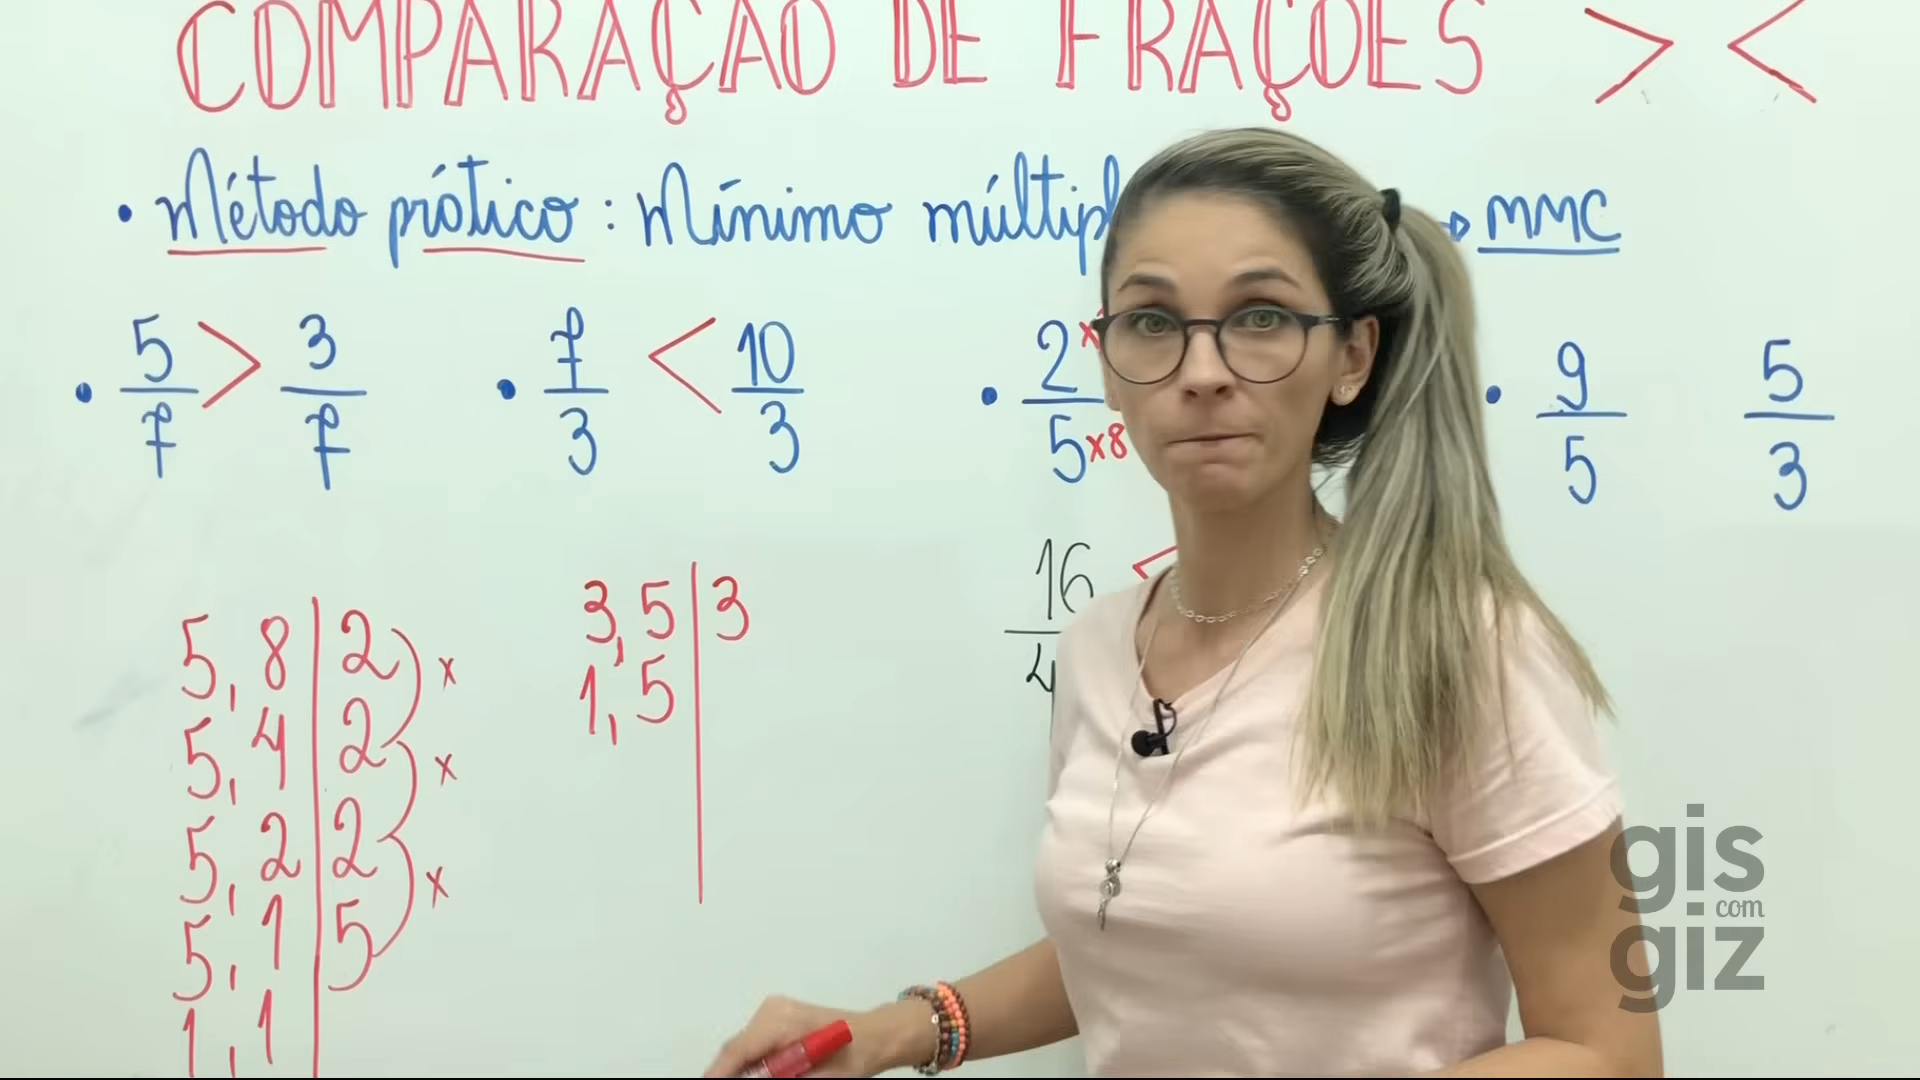 COMPARAÇÃO DE FRAÇÕES > <
• Método prático : Mínimo → MMC
• 5/7 > 3/7 • 7/3 < 10/3 • 2 x / 5 x8 • 9/5 5/3
16 <
3, 5 | 3
1, 5
5, 8 | 2 x
5, 4 | 2 x
5, 2 | 2 x
5, 1 | 5
1, 1
gis
com
giz